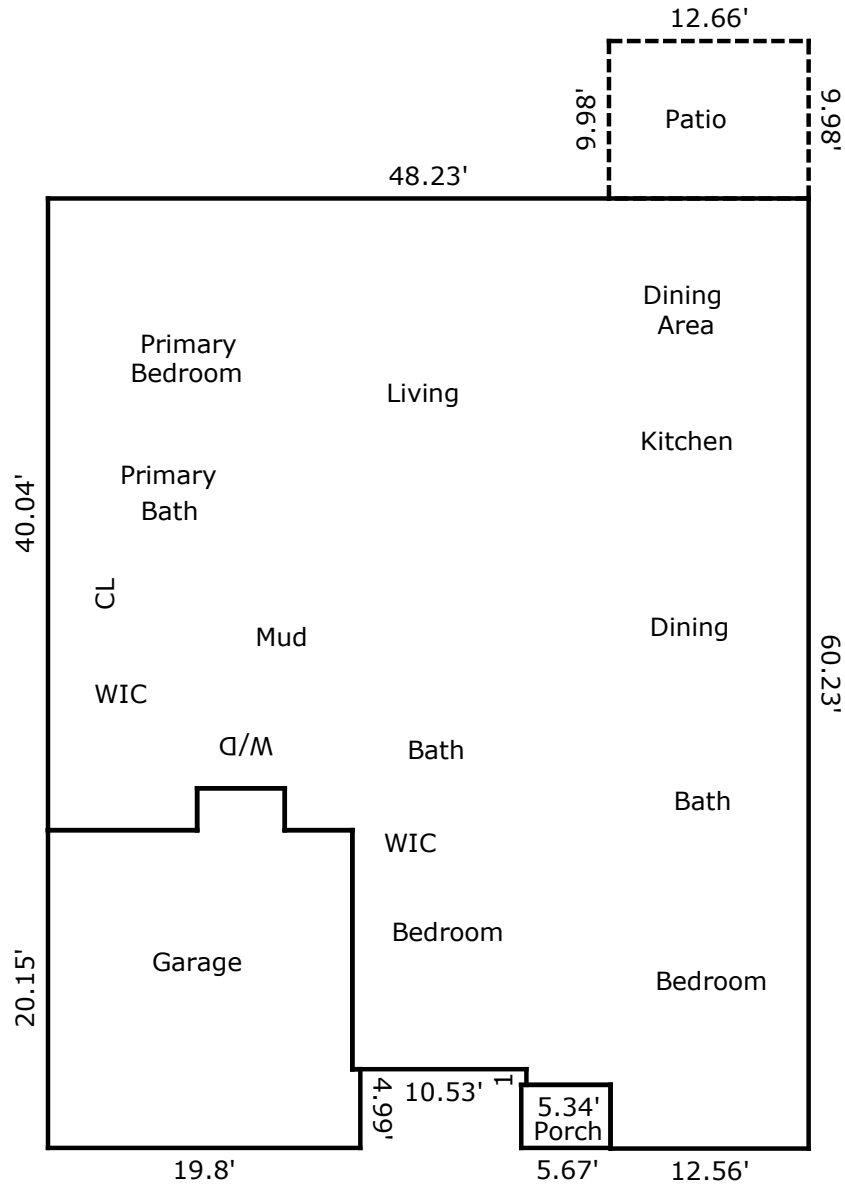 12.66'
9.98'
Patio
9.98'
48.23'
Dining
Area
Primary
Bedroom
Living
Kitchen
Primary
Bath
40.04'
CL
Mud
Dining
60.23'
WIC
W/D
Bath
Bath
WIC
Bedroom
Garage
Bedroom
20.15'
4.99'
10.53'
1
5.34'
Porch
19.8'
5.67'
12.56'